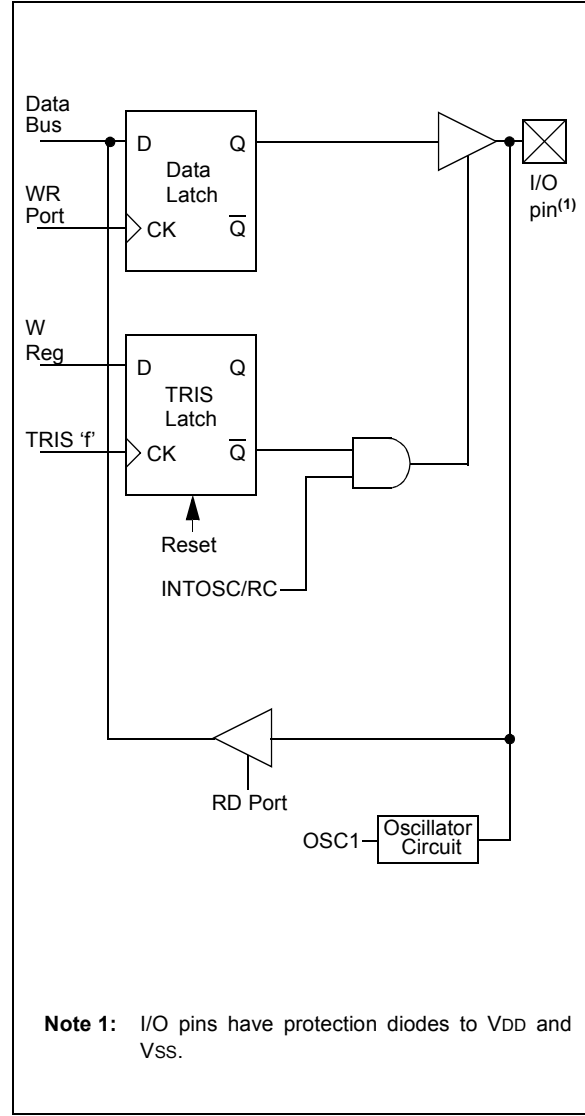 Data
Bus
D
Q
Data
Latch
WR
Port
CK
Q
I/O
pin(1)
W
Reg
D
Q
TRIS
Latch
TRIS 'f'
CK
Q
Reset
INTOSC/RC
RD Port
OSC1
Oscillator
Circuit
Note 1: I/O pins have protection diodes to VDD and
VSS.